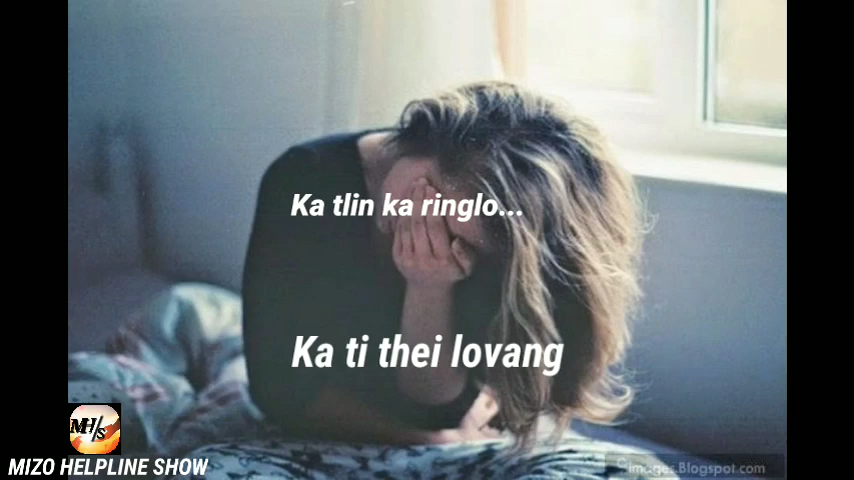 Ka tlin ka ringlo...
Ka ti thei lovang
MH/S
MIZO HELPLINE SHOW
images.Blogspot.com